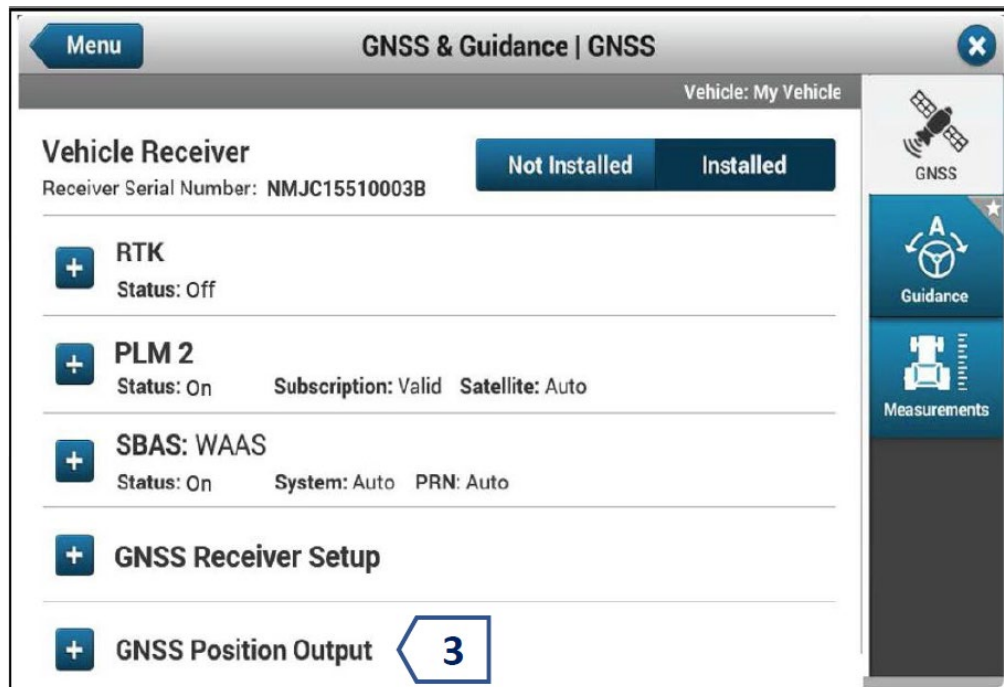 Menu
GNSS & Guidance | GNSS
Vehicle: My Vehicle
Vehicle Receiver
Receiver Serial Number: NMJC15510003B
Not Installed
Installed
GNSS
RTK
Status: Off
A
Guidance
PLM 2
Status: On Subscription: Valid Satellite: Auto
Measurements
SBAS: WAAS
Status: On System: Auto PRN: Auto
GNSS Receiver Setup
GNSS Position Output
3